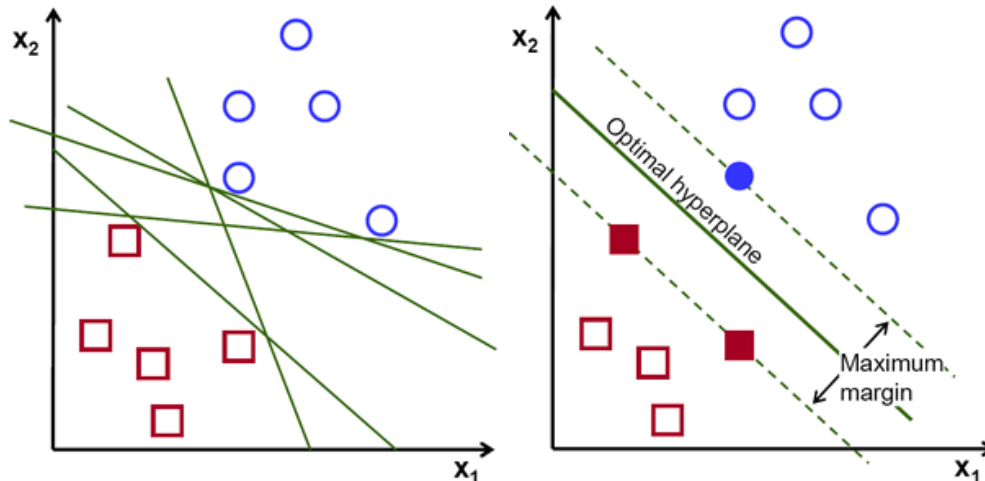 X₂
X₁
X₂
Optimal hyperplane
Maximum
margin
X₁